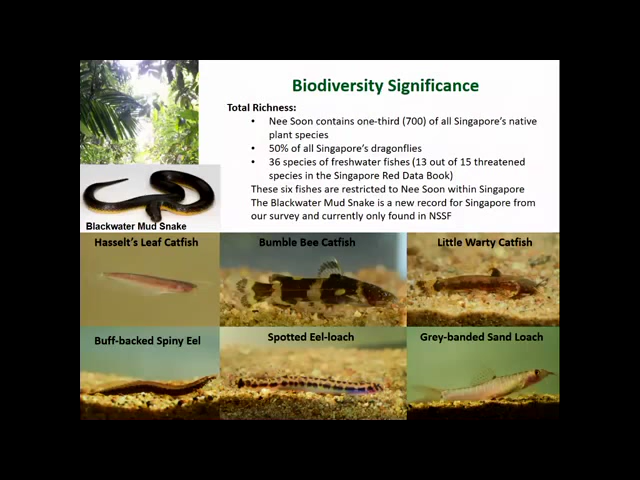 Biodiversity Significance
Total Richness:
• Nee Soon contains one-third (700) of all Singapore's native
plant species
• 50% of all Singapore's dragonflies
• 36 species of freshwater fishes (13 out of 15 threatened
species in the Singapore Red Data Book)
These six fishes are restricted to Nee Soon within Singapore
The Blackwater Mud Snake is a new record for Singapore from
our survey and currently only found in NSSF
Blackwater Mud Snake
Hasselt's Leaf Catfish
Bumble Bee Catfish
Little Warty Catfish
Buff-backed Spiny Eel
Spotted Eel-loach
Grey-banded Sand Loach